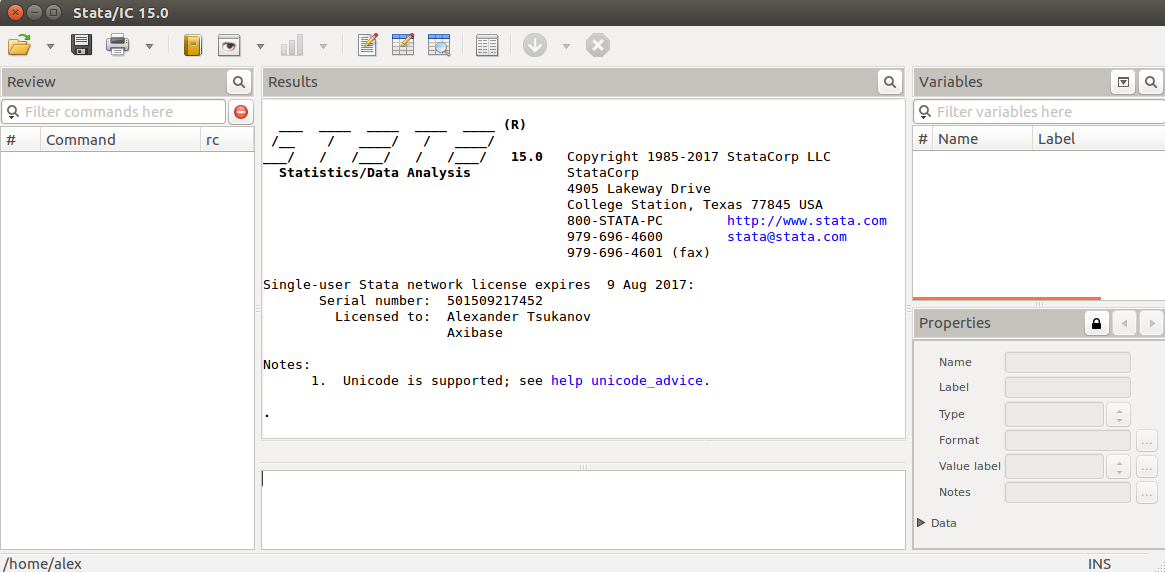 Stata/IC 15.0
Review
Filter commands here
# Command rc
Results
___  ____  ____  ____  ____ (R)
/__    /   ____/   /   ____/
___/   /   /___/   /   /___/   15.0   Copyright 1985-2017 StataCorp LLC
Statistics/Data Analysis            StataCorp
4905 Lakeway Drive
College Station, Texas 77845 USA
800-STATA-PC        http://www.stata.com
979-696-4600        stata@stata.com
979-696-4601 (fax)
Single-user Stata network license expires  9 Aug 2017:
Serial number:  501509217452
Licensed to:  Alexander Tsukanov
Axibase
Notes:
1.  Unicode is supported; see help unicode_advice.
.
Variables
Filter variables here
# Name Label
Properties
Name
Label
Type
Format ...
Value label ...
Notes ...
Data
/home/alex
INS